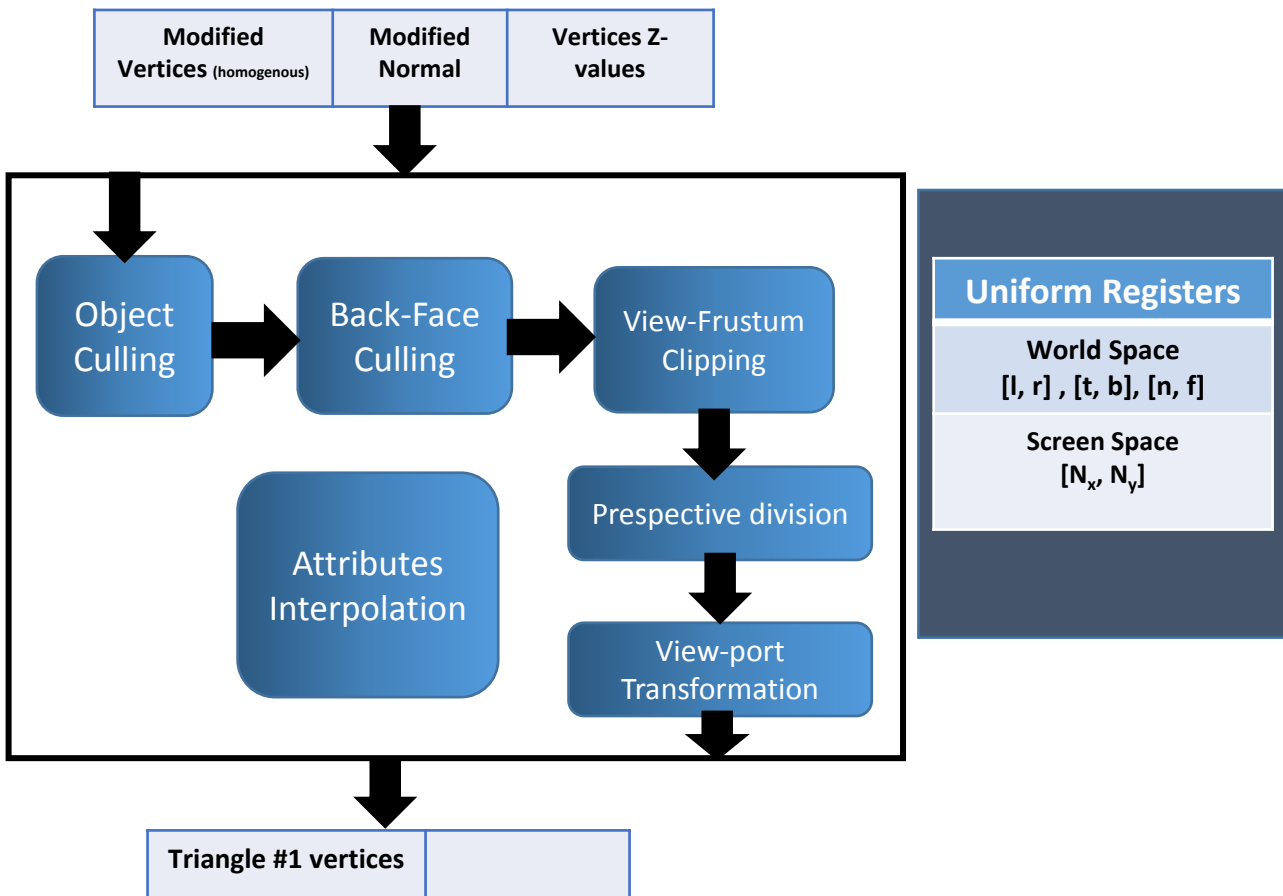 Modified
Vertices (homogenous)
Modified
Normal
Vertices Z-
values
Object
Culling
Back-Face
Culling
View-Frustum
Clipping
Uniform Registers
World Space
[l, r] , [t, b], [n, f]
Screen Space
[Nx, Ny]
Attributes
Interpolation
Prespective division
View-port
Transformation
Triangle #1 vertices